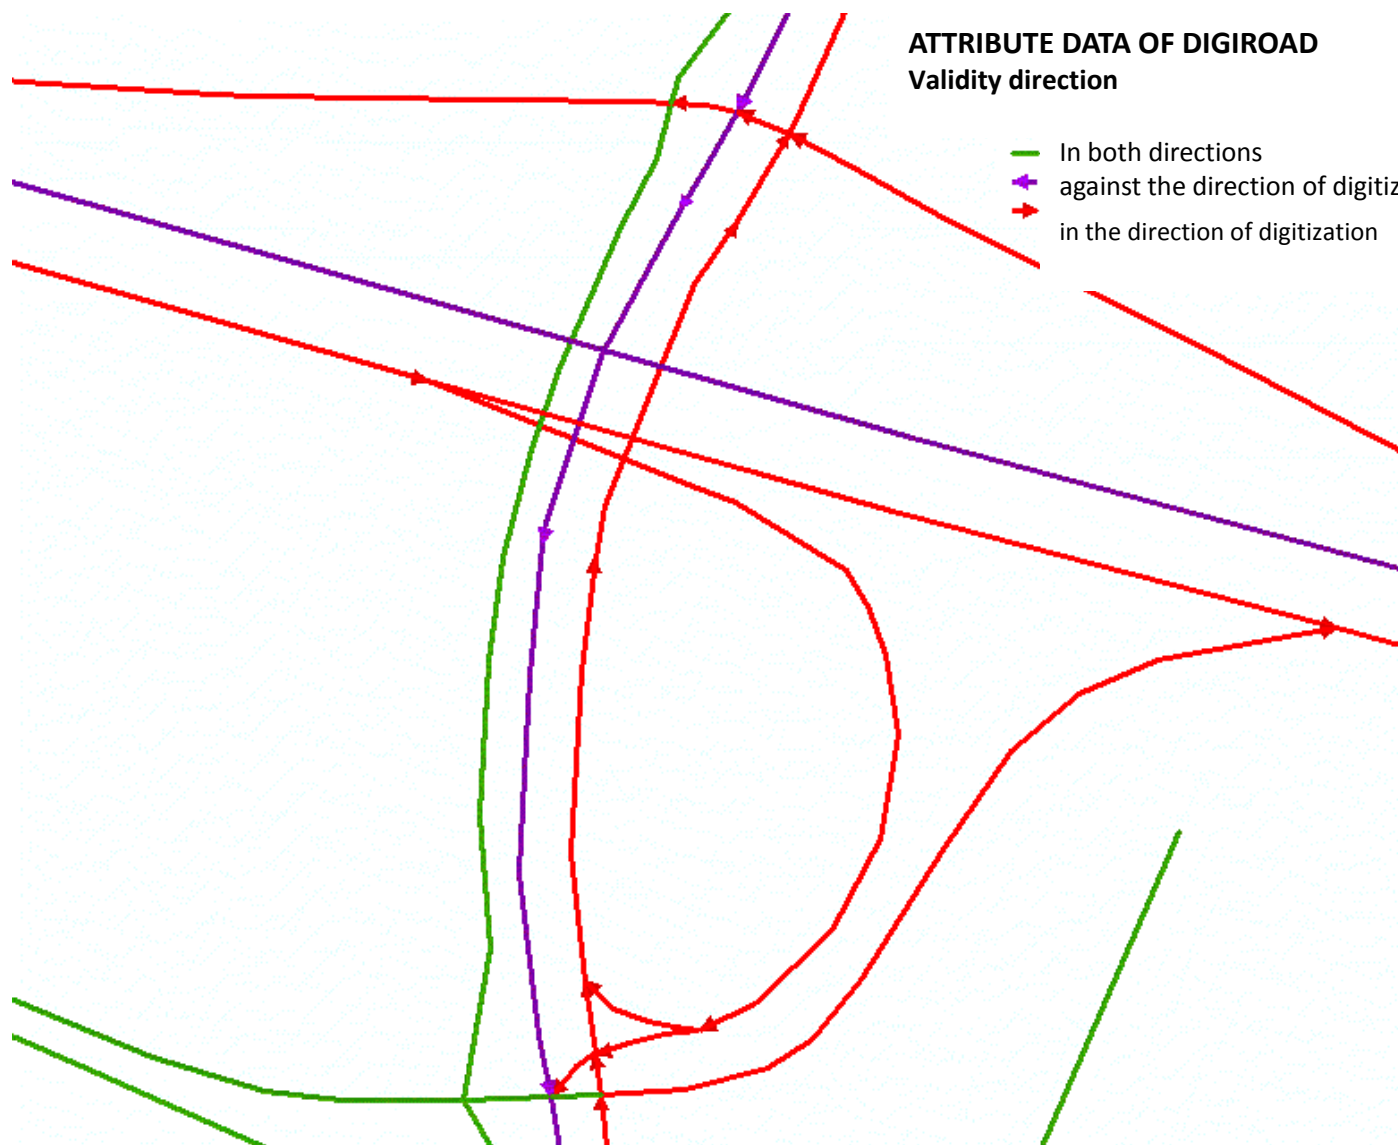 ATTRIBUTE DATA OF DIGIROAD
Validity direction
In both directions
against the direction of digitiz
in the direction of digitization